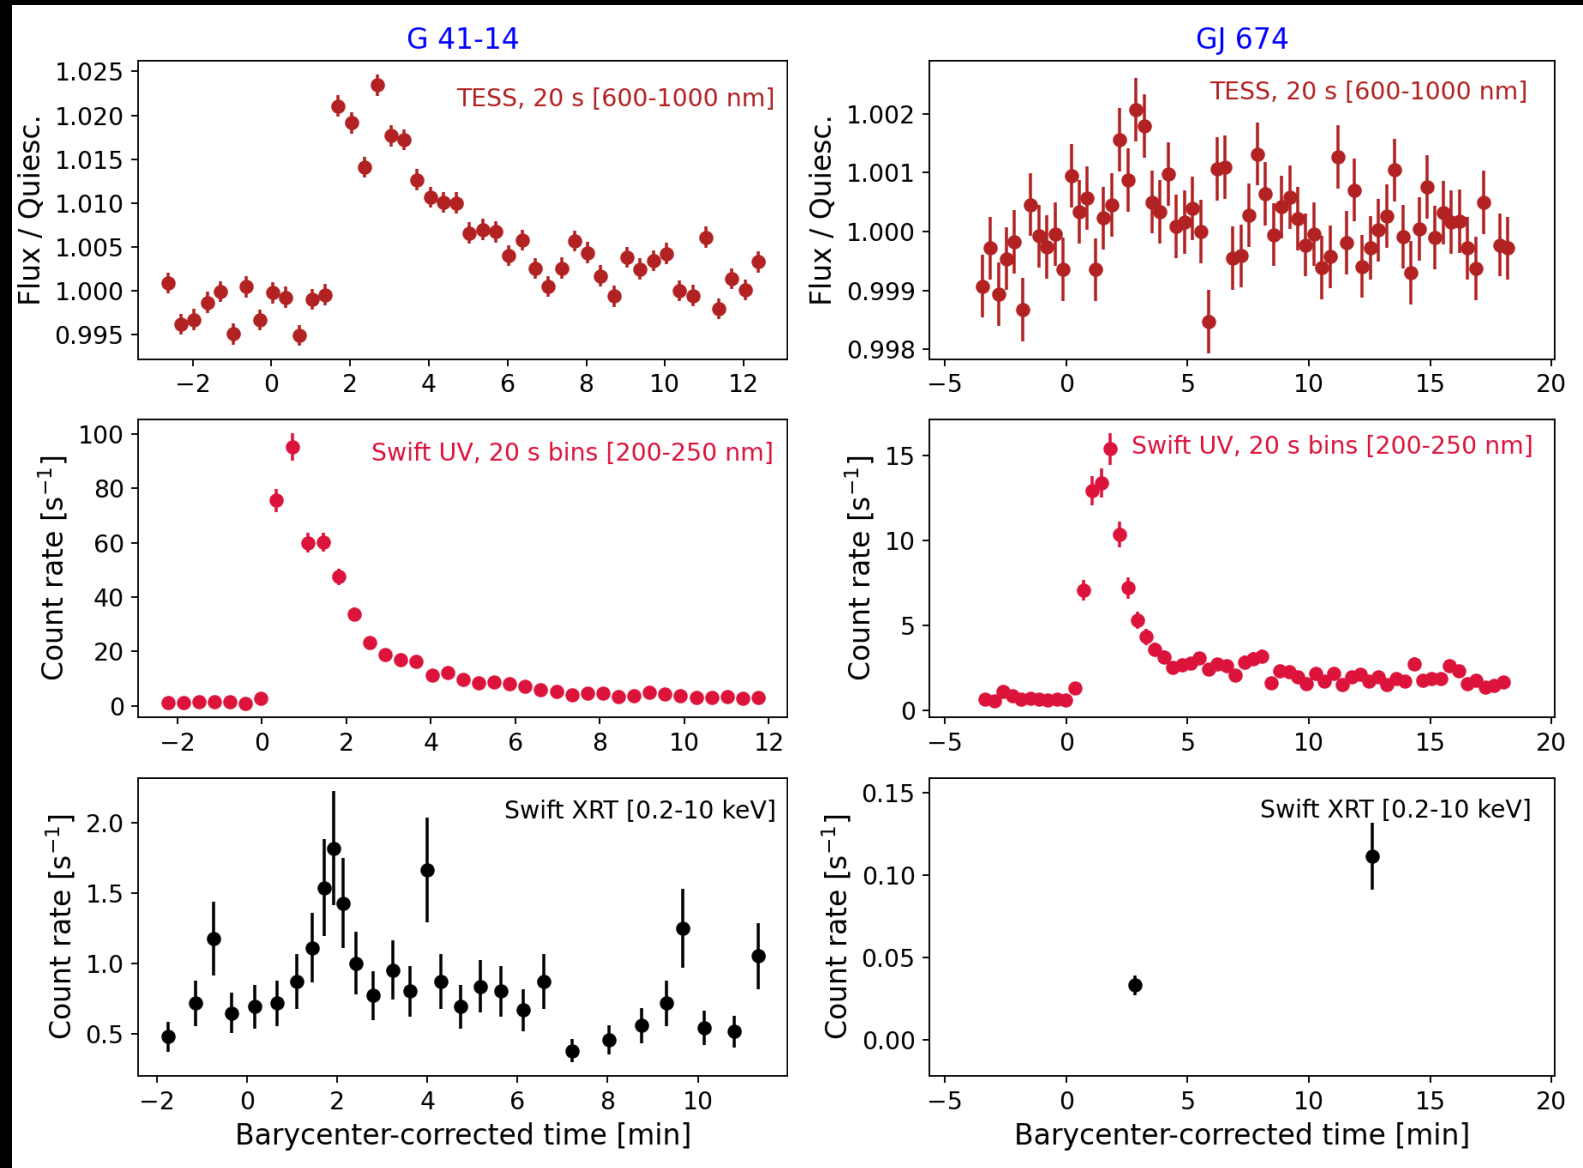 G 41-14
GJ 674
Flux / Quiesc.
1.025
1.020
1.015
1.010
1.005
1.000
0.995
TESS, 20 s [600-1000 nm]
−2 0 2 4 6 8 10 12
Flux / Quiesc.
1.002
1.001
1.000
0.999
0.998
TESS, 20 s [600-1000 nm]
−5 0 5 10 15 20
Count rate [s⁻¹]
100
80
60
40
20
0
Swift UV, 20 s bins [200-250 nm]
−2 0 2 4 6 8 10 12
Count rate [s⁻¹]
15
10
5
0
Swift UV, 20 s bins [200-250 nm]
−5 0 5 10 15 20
Count rate [s⁻¹]
2.0
1.5
1.0
0.5
Swift XRT [0.2-10 keV]
−2 0 2 4 6 8 10
Barycenter-corrected time [min]
Count rate [s⁻¹]
0.15
0.10
0.05
0.00
Swift XRT [0.2-10 keV]
−5 0 5 10 15 20
Barycenter-corrected time [min]